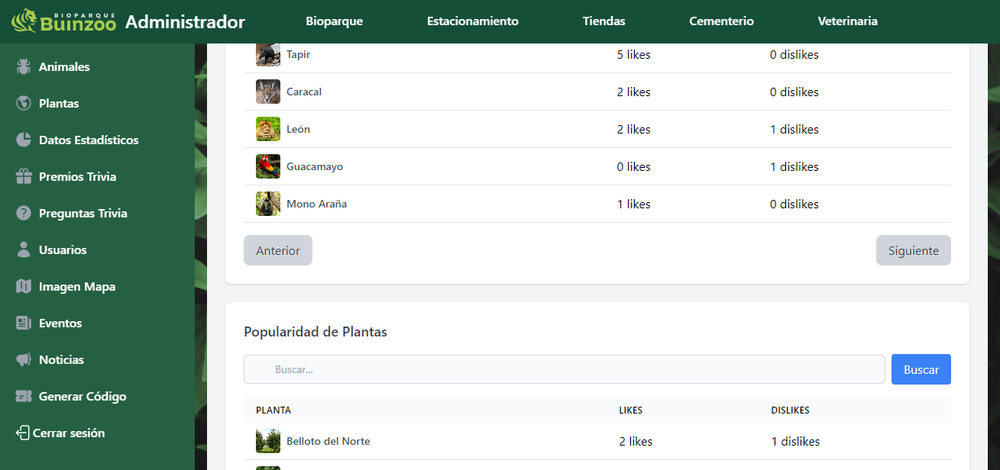 BIOPARQUE
Buinzoo
Administrador
Bioparque
Estacionamiento
Tiendas
Cementerio
Veterinaria
Animales
Plantas
Datos Estadísticos
Premios Trivia
Preguntas Trivia
Usuarios
Imagen Mapa
Eventos
Noticias
Generar Código
Cerrar sesión
Tapir 5 likes 0 dislikes
Caracal 2 likes 0 dislikes
León 2 likes 1 dislikes
Guacamayo 0 likes 1 dislikes
Mono Araña 1 likes 0 dislikes
Anterior Siguiente
Popularidad de Plantas
Buscar... Buscar
PLANTA LIKES DISLIKES
Belloto del Norte 2 likes 1 dislikes